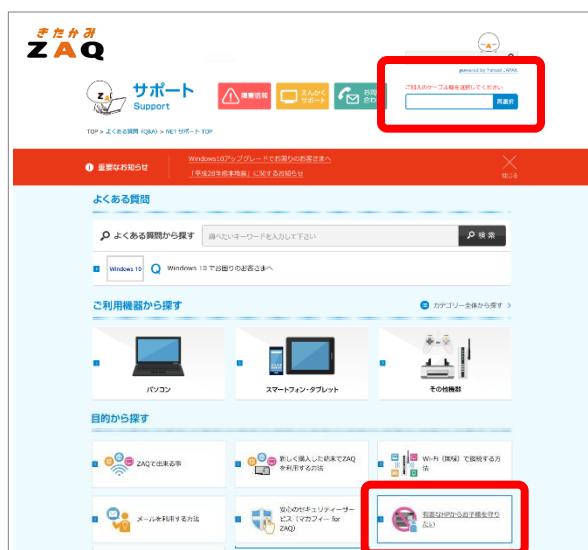 きたかみ
ZAQ
powered by Yahoo! JAPAN
サポート
Support
障害情報
えんかく
サポート
お問
合わ
ご加入のケーブル局を選択してください
再選択
TOP > よくある質問（Q&A）> NET サポート TOP
重要なお知らせ
Windows10アップグレードでお困りのお客さまへ
「平成28年熊本地震」に関するお知らせ
閉じる
よくある質問
よくある質問から探す
調べたいキーワードを入力して下さい
検 索
Windows 10
Q Windows 10 でお困りのお客さまへ
ご利用機器から探す
カテゴリー全体から探す
パソコン
スマートフォン・タブレット
その他機器
目的から探す
ZAQで出来る事
新しく購入した端末でZAQ
を利用する方法
Wi-Fi（無線）で接続する方
法
メールを利用する方法
安心のセキュリティーサー
ビス（マカフィー for
ZAQ）
有害なHPからお子様を守り
たい